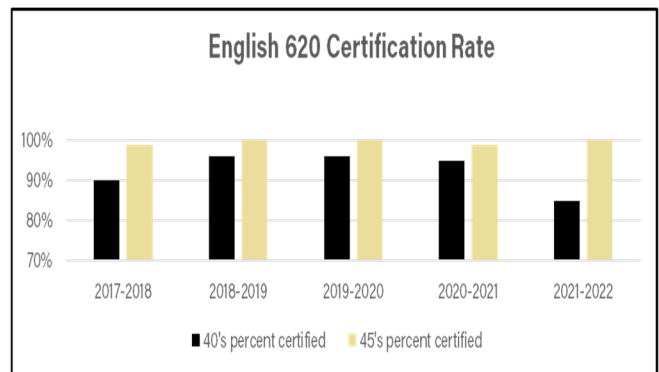 English 620 Certification Rate
100%
90%
80%
70%
2017-2018 2018-2019 2019-2020 2020-2021 2021-2022
40's percent certified 45's percent certified